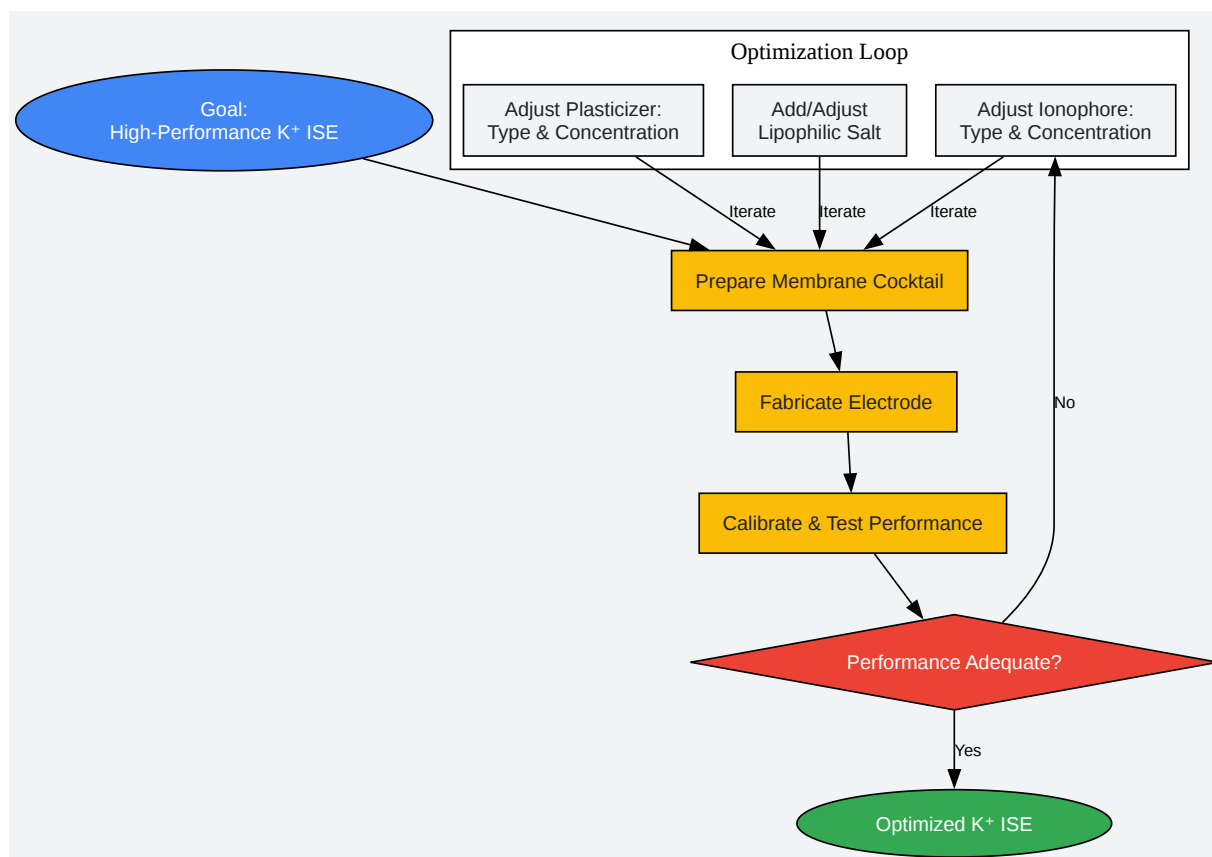 Optimization Loop
Goal:
High-Performance K⁺ ISE
Adjust Plasticizer:
Type & Concentration
Add/Adjust
Lipophilic Salt
Adjust Ionophore:
Type & Concentration
Iterate
Iterate
Iterate
Prepare Membrane Cocktail
Fabricate Electrode
No
Calibrate & Test Performance
Performance Adequate?
Yes
Optimized K⁺ ISE